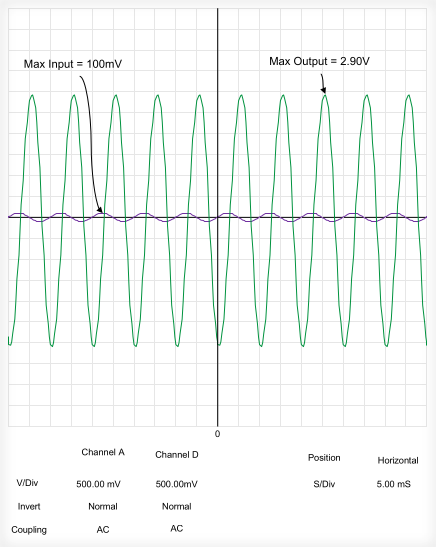 Max Input = 100mV
Max Output = 2.90V
0
Channel A Channel D Position Horizontal
V/Div 500.00 mV 500.00mV S/Div 5.00 mS
Invert Normal Normal
Coupling AC AC